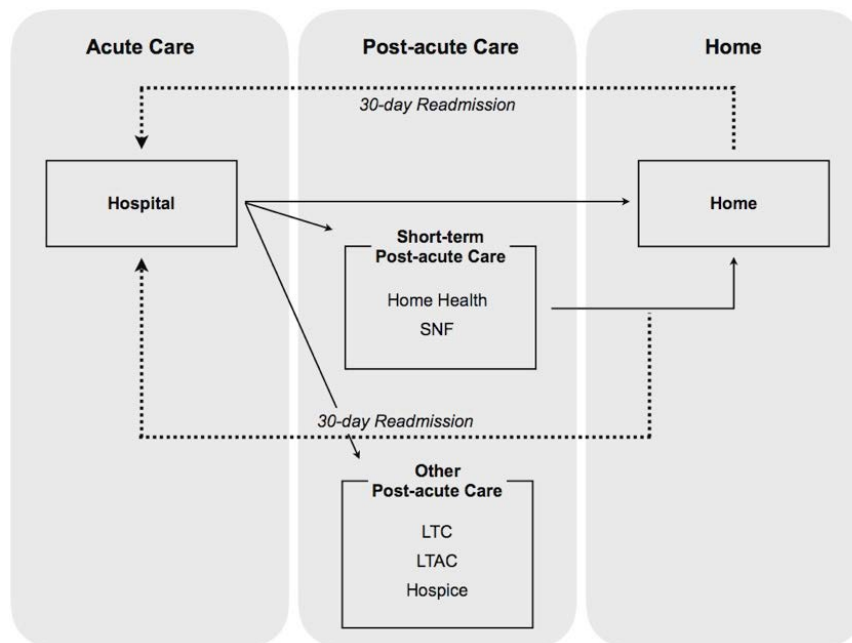 Acute Care
Post-acute Care
Home
30-day Readmission
Hospital
Home
Short-term
Post-acute Care
Home Health
SNF
30-day Readmission
Other
Post-acute Care
LTC
LTAC
Hospice